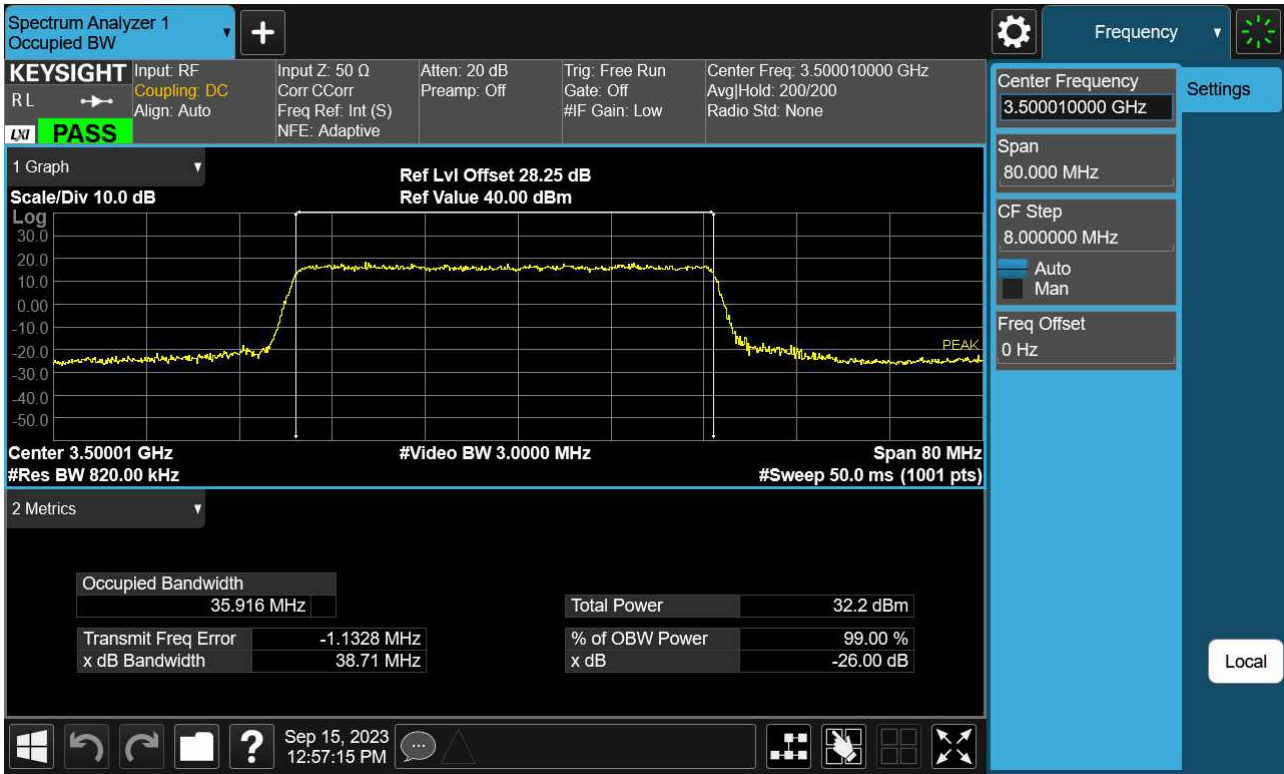 Spectrum Analyzer 1
Occupied BW
Frequency
KEYSIGHT
RL
LXI
PASS
Input: RF
Coupling: DC
Align: Auto
Input Z: 50 Ω
Corr CCorr
Freq Ref: Int (S)
NFE: Adaptive
Atten: 20 dB
Preamp: Off
Trig: Free Run
Gate: Off
#IF Gain: Low
Center Freq: 3.500010000 GHz
Avg|Hold: 200/200
Radio Std: None
Center Frequency
3.500010000 GHz
Settings
Span
80.000 MHz
CF Step
8.000000 MHz
Auto
Man
Freq Offset
0 Hz
Local
1 Graph
Scale/Div 10.0 dB
Ref Lvl Offset 28.25 dB
Ref Value 40.00 dBm
Log
30.0
20.0
10.0
0.00
-10.0
-20.0
-30.0
-40.0
-50.0
PEAK
Center 3.50001 GHz
#Video BW 3.0000 MHz
Span 80 MHz
#Res BW 820.00 kHz
#Sweep 50.0 ms (1001 pts)
2 Metrics
Occupied Bandwidth
35.916 MHz
Total Power 32.2 dBm
Transmit Freq Error -1.1328 MHz
% of OBW Power 99.00 %
x dB Bandwidth 38.71 MHz
x dB -26.00 dB
Sep 15, 2023
12:57:15 PM